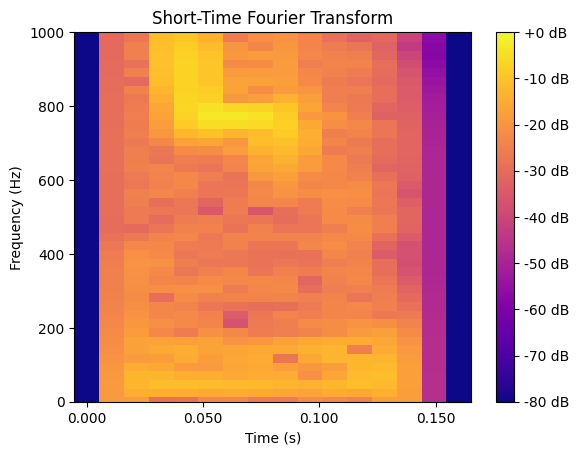 Short-Time Fourier Transform
1000
800
600
400
200
0
Frequency (Hz)
0.000
0.050
0.100
0.150
Time (s)
+0 dB
-10 dB
-20 dB
-30 dB
-40 dB
-50 dB
-60 dB
-70 dB
-80 dB